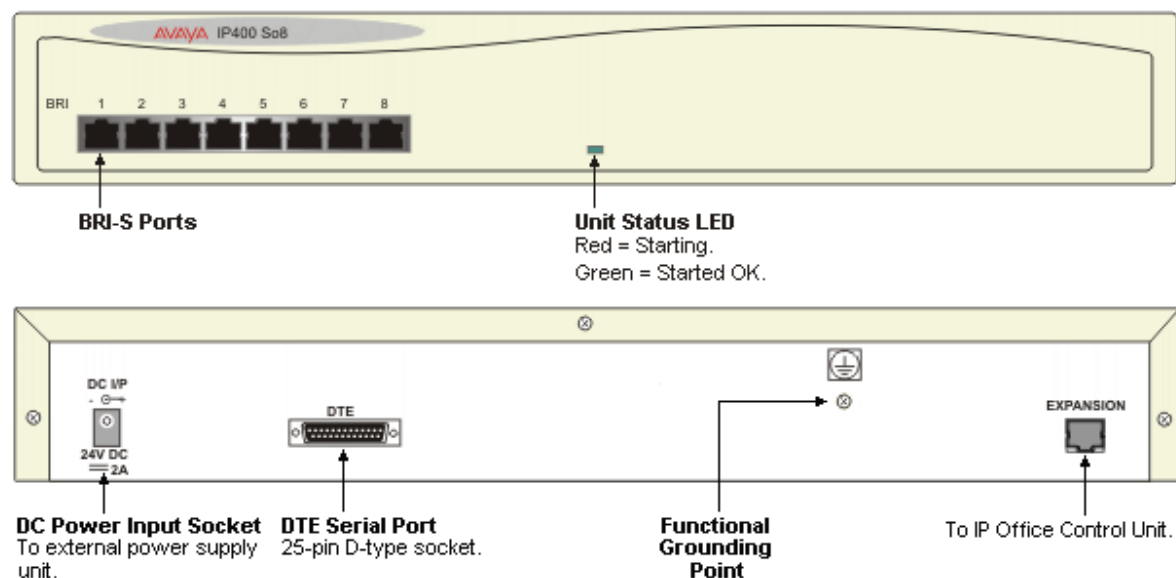 AVAYA IP400 So8
BRI 1 2 3 4 5 6 7 8
BRI-S Ports
Unit Status LED
Red = Starting.
Green = Started OK.
DC I/P
- +
24V DC
2A
DTE
EXPANSION
DC Power Input Socket
To external power supply
unit.
DTE Serial Port
25-pin D-type socket.
Functional
Grounding
Point
To IP Office Control Unit.